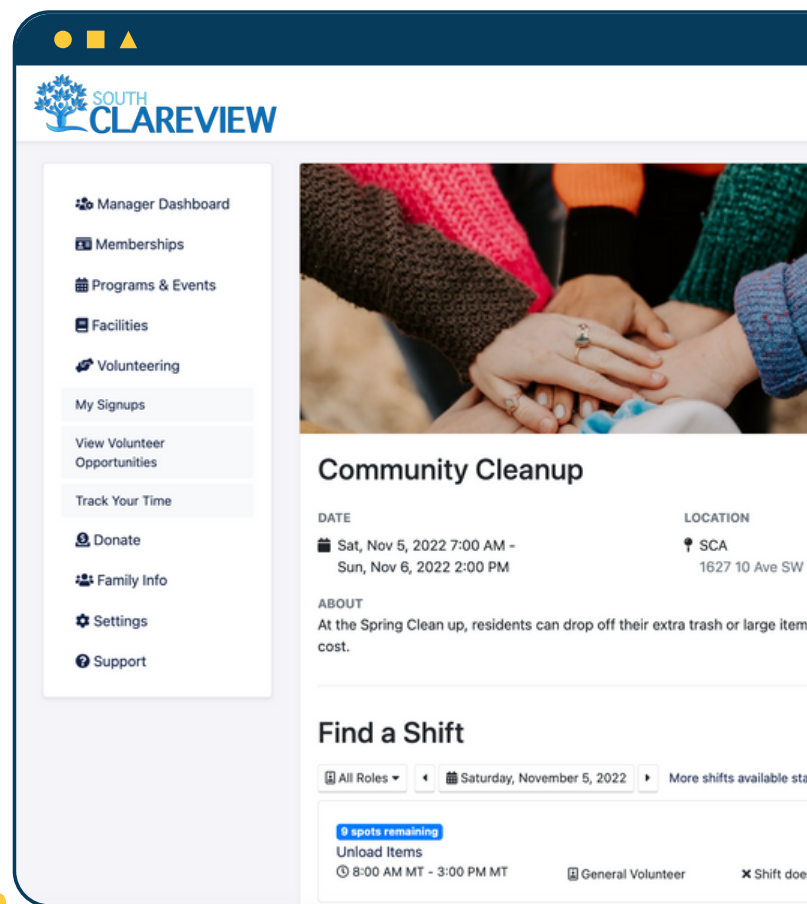 SOUTH
CLAREVIEW
Manager Dashboard
Memberships
Programs & Events
Facilities
Volunteering
My Signups
View Volunteer
Opportunities
Track Your Time
Donate
Family Info
Settings
Support
Community Cleanup
DATE
Sat, Nov 5, 2022 7:00 AM -
Sun, Nov 6, 2022 2:00 PM
LOCATION
SCA
1627 10 Ave SW
ABOUT
At the Spring Clean up, residents can drop off their extra trash or large item
cost.
Find a Shift
All Roles
Saturday, November 5, 2022
More shifts available sta
9 spots remaining
Unload Items
8:00 AM MT - 3:00 PM MT
General Volunteer
Shift doe